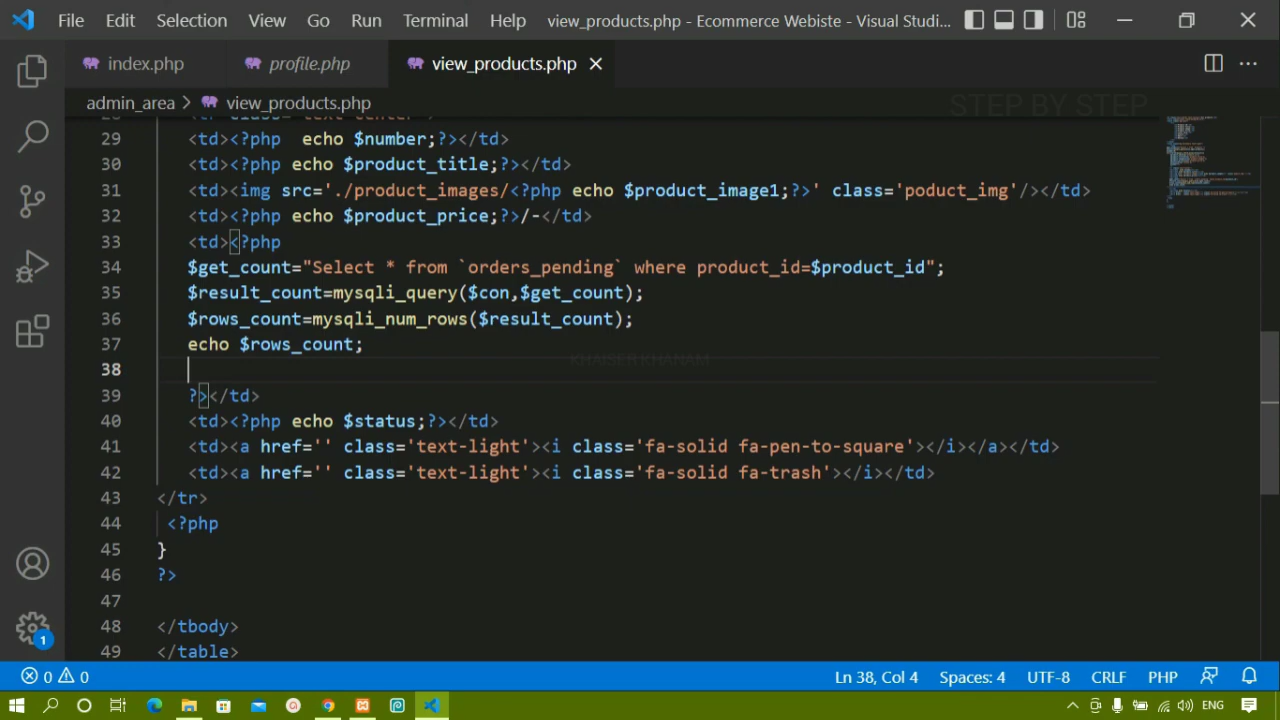 File Edit Selection View Go Run Terminal Help view_products.php - Ecommerce Webiste - Visual Studi...
index.php profile.php view_products.php
admin_area > view_products.php
STEP BY STEP
29 <td><?php  echo $number;?></td>
30 <td><?php echo $product_title;?></td>
31 <td><img src='./product_images/<?php echo $product_image1;?>' class='poduct_img'/></td>
32 <td><?php echo $product_price;?>/-</td>
33 <td><?php
34 $get_count="Select * from `orders_pending` where product_id=$product_id";
35 $result_count=mysqli_query($con,$get_count);
36 $rows_count=mysqli_num_rows($result_count);
37 echo $rows_count;
KHAISER KHANAM
38
39 ?></td>
40 <td><?php echo $status;?></td>
41 <td><a href='' class='text-light'><i class='fa-solid fa-pen-to-square'></i></a></td>
42 <td><a href='' class='text-light'><i class='fa-solid fa-trash'></i></td>
43 </tr>
44 <?php
45 }
46 ?>
47
48 </tbody>
49 </table>
1
0 0 Ln 38, Col 4 Spaces: 4 UTF-8 CRLF PHP
ENG